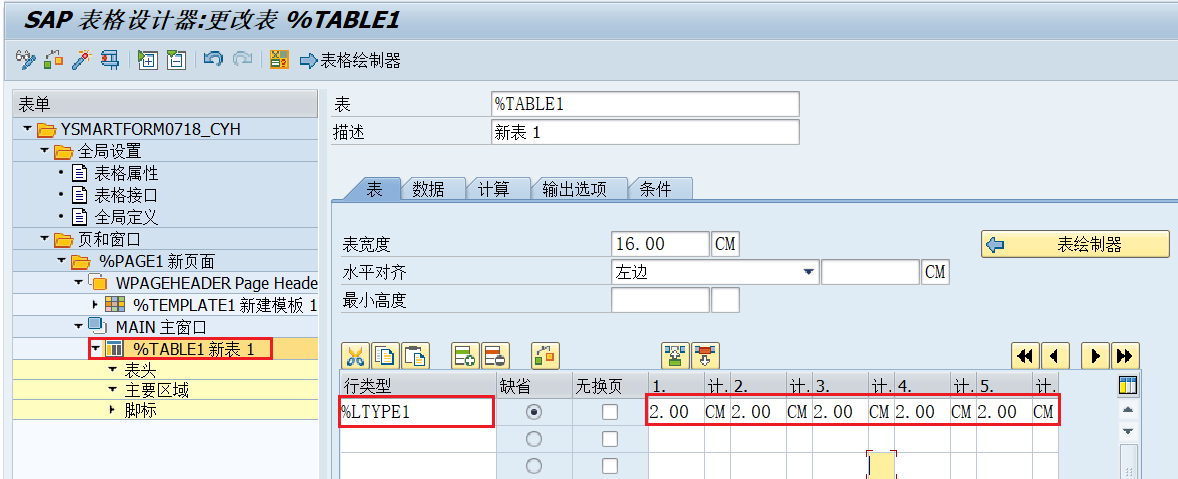 SAP 表格设计器:更改表 %TABLE1
表格绘制器
表单
YSMARTFORM0718_CYH
全局设置
表格属性
表格接口
全局定义
页和窗口
%PAGE1 新页面
WPAGEHEADER Page Heade
%TEMPLATE1 新建模板 1
MAIN 主窗口
%TABLE1 新表 1
表头
主要区域
脚标
表 %TABLE1
描述 新表 1
表 数据 计算 输出选项 条件
表宽度 16.00 CM 表绘制器
水平对齐 左边 CM
最小高度
行类型 缺省 无换页 1. 计. 2. 计. 3. 计. 4. 计. 5. 计.
%LTYPE1 2.00 CM 2.00 CM 2.00 CM 2.00 CM 2.00 CM